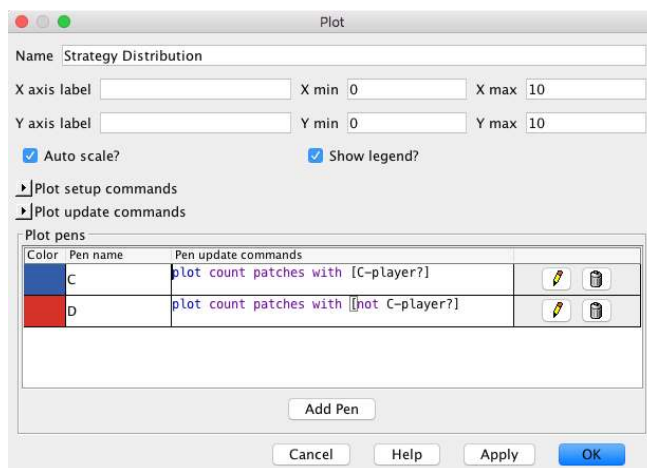 Plot
Name Strategy Distribution
X axis label X min 0 X max 10
Y axis label Y min 0 Y max 10
Auto scale? Show legend?
Plot setup commands
Plot update commands
Plot pens
Color Pen name Pen update commands
C plot count patches with [C-player?]
D plot count patches with [not C-player?]
Add Pen
Cancel Help Apply OK